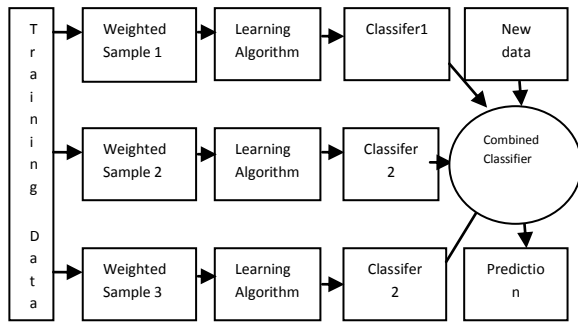 T
r
a
i
n
i
n
g
D
a
t
a
Weighted
Sample 1
Learning
Algorithm
Classifer1
New
data
Weighted
Sample 2
Learning
Algorithm
Classifer
2
Combined
Classifier
Weighted
Sample 3
Learning
Algorithm
Classifer
2
Predictio
n